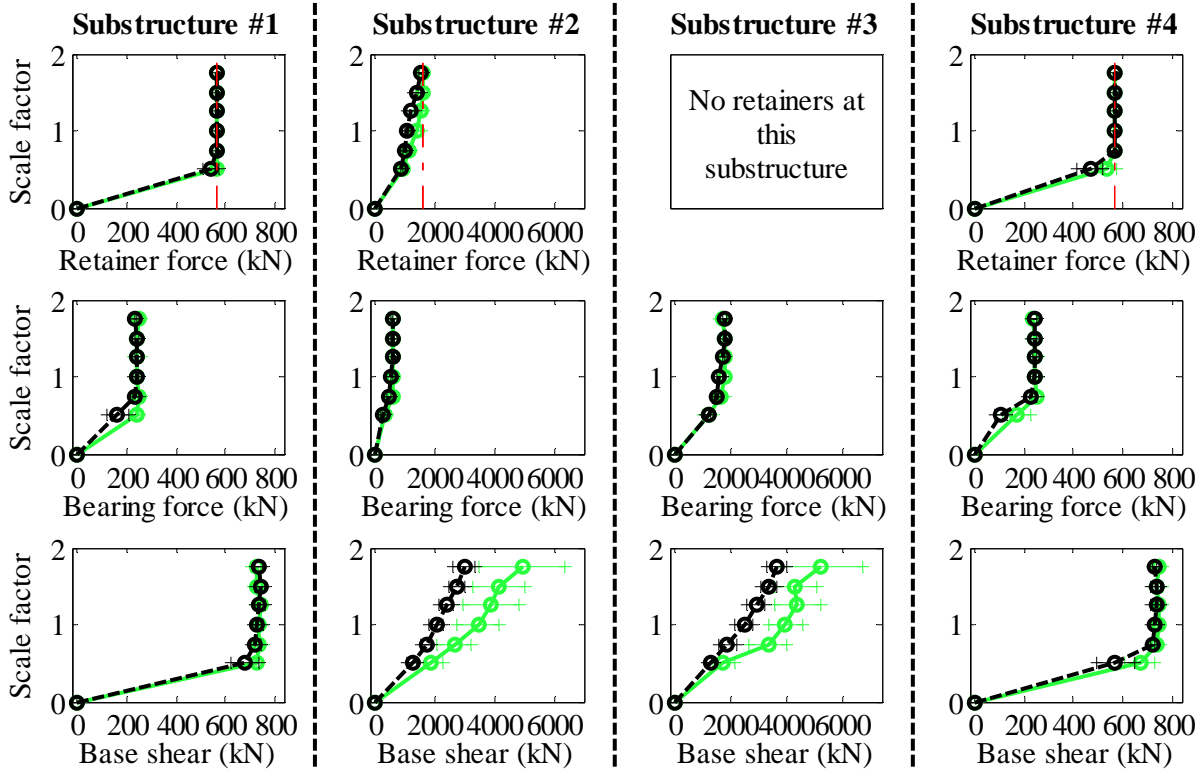 Substructure #1 Substructure #2 Substructure #3 Substructure #4
Scale factor
2
1
0
0 200 400 600 800
Retainer force (kN)
2
1
0
0 2000 4000 6000
Retainer force (kN)
No retainers at
this
substructure
2
1
0
0 200 400 600 800
Retainer force (kN)
Scale factor
2
1
0
0 200 400 600 800
Bearing force (kN)
2
1
0
0 2000 4000 6000
Bearing force (kN)
2
1
0
0 2000 4000 6000
Bearing force (kN)
2
1
0
0 200 400 600 800
Bearing force (kN)
Scale factor
2
1
0
0 200 400 600 800
Base shear (kN)
2
1
0
0 2000 4000 6000
Base shear (kN)
2
1
0
0 2000 4000 6000
Base shear (kN)
2
1
0
0 200 400 600 800
Base shear (kN)